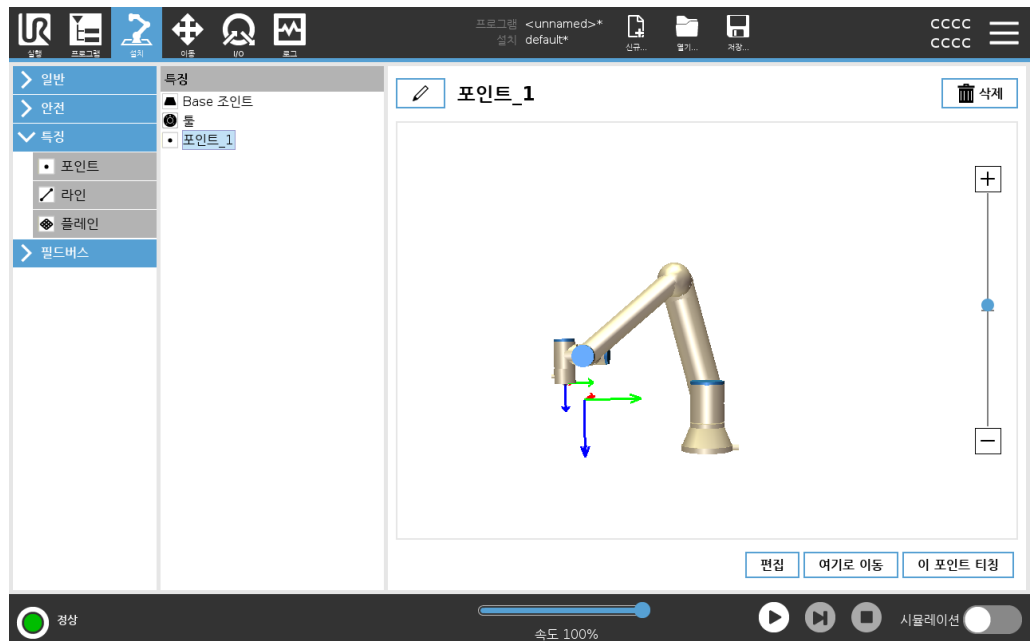 UR
프로그램 <unnamed>*
설치 default*
실행 프로그램 설치 이동 I/O 로그
신규... 열기... 저장...
CCCC
CCCC
일반
안전
특징
포인트
라인
플레인
필드버스
특징
Base 조인트
툴
포인트_1
포인트_1
삭제
편집 여기로 이동 이 포인트 티칭
정상
속도 100%
시뮬레이션